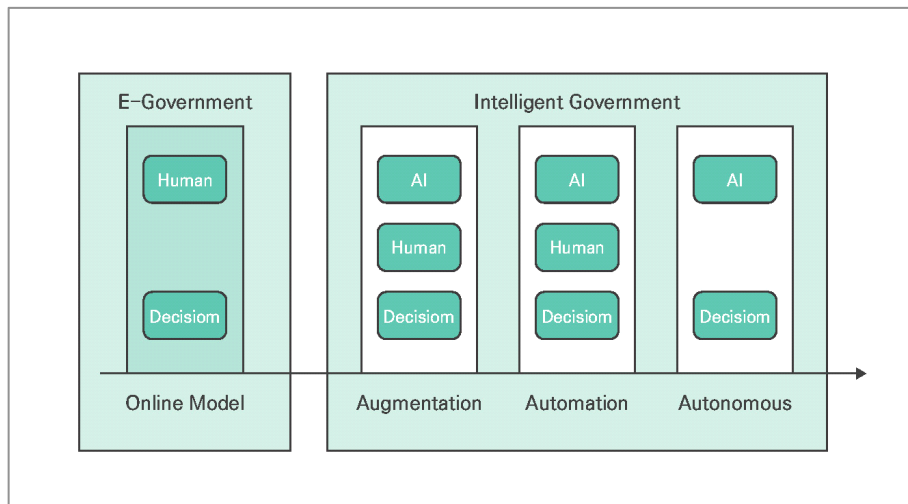 E-Government
Human
Decisiom
Online Model
Intelligent Government
AI
Human
Decisiom
Augmentation
AI
Human
Decisiom
Automation
AI
Decisiom
Autonomous